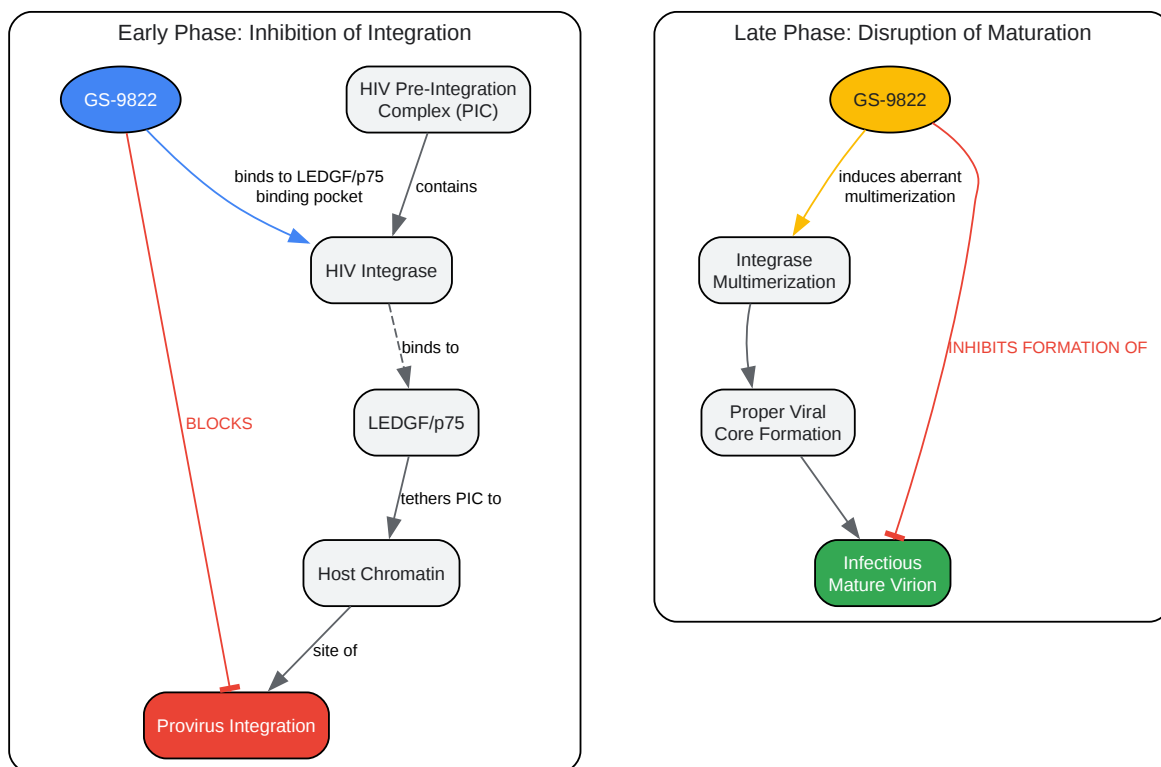 Early Phase: Inhibition of Integration
GS-9822
HIV Pre-Integration
Complex (PIC)
binds to LEDGF/p75
binding pocket
contains
HIV Integrase
binds to
LEDGF/p75
BLOCKS
tethers PIC to
Host Chromatin
site of
Provirus Integration
Late Phase: Disruption of Maturation
GS-9822
induces aberrant
multimerization
Integrase
Multimerization
INHIBITS FORMATION OF
Proper Viral
Core Formation
Infectious
Mature Virion